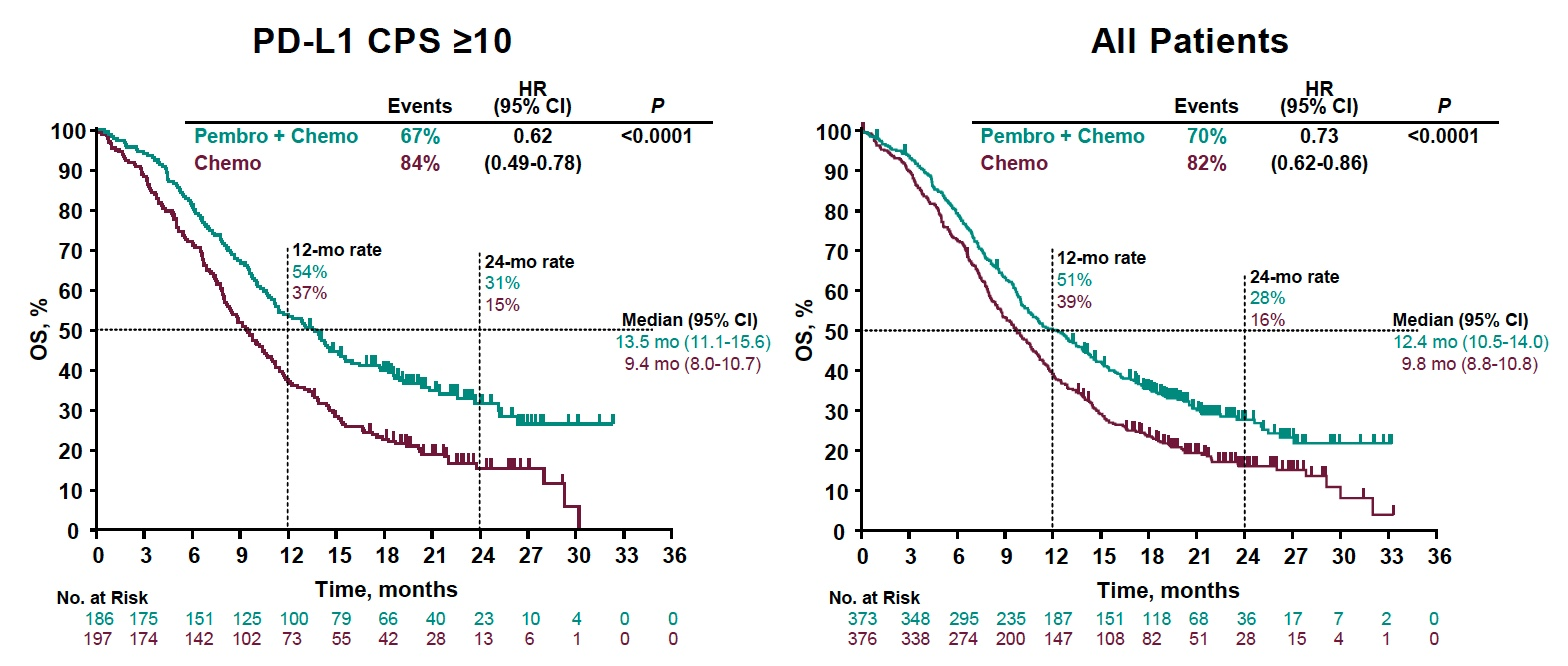 PD-L1 CPS ≥10
Events HR (95% CI) P
Pembro + Chemo 67% 0.62 <0.0001
Chemo 84% (0.49-0.78)
OS, %
100
90
80
70
60
50
40
30
20
10
0
12-mo rate
54%
37%
24-mo rate
31%
15%
Median (95% CI)
13.5 mo (11.1-15.6)
9.4 mo (8.0-10.7)
0 3 6 9 12 15 18 21 24 27 30 33 36
Time, months
No. at Risk
186 175 151 125 100 79 66 40 23 10 4 0 0
197 174 142 102 73 55 42 28 13 6 1 0 0
All Patients
Events HR (95% CI) P
Pembro + Chemo 70% 0.73 <0.0001
Chemo 82% (0.62-0.86)
OS, %
100
90
80
70
60
50
40
30
20
10
0
12-mo rate
51%
39%
24-mo rate
28%
16%
Median (95% CI)
12.4 mo (10.5-14.0)
9.8 mo (8.8-10.8)
0 3 6 9 12 15 18 21 24 27 30 33 36
Time, months
No. at Risk
373 348 295 235 187 151 118 68 36 17 7 2 0
376 338 274 200 147 108 82 51 28 15 4 1 0